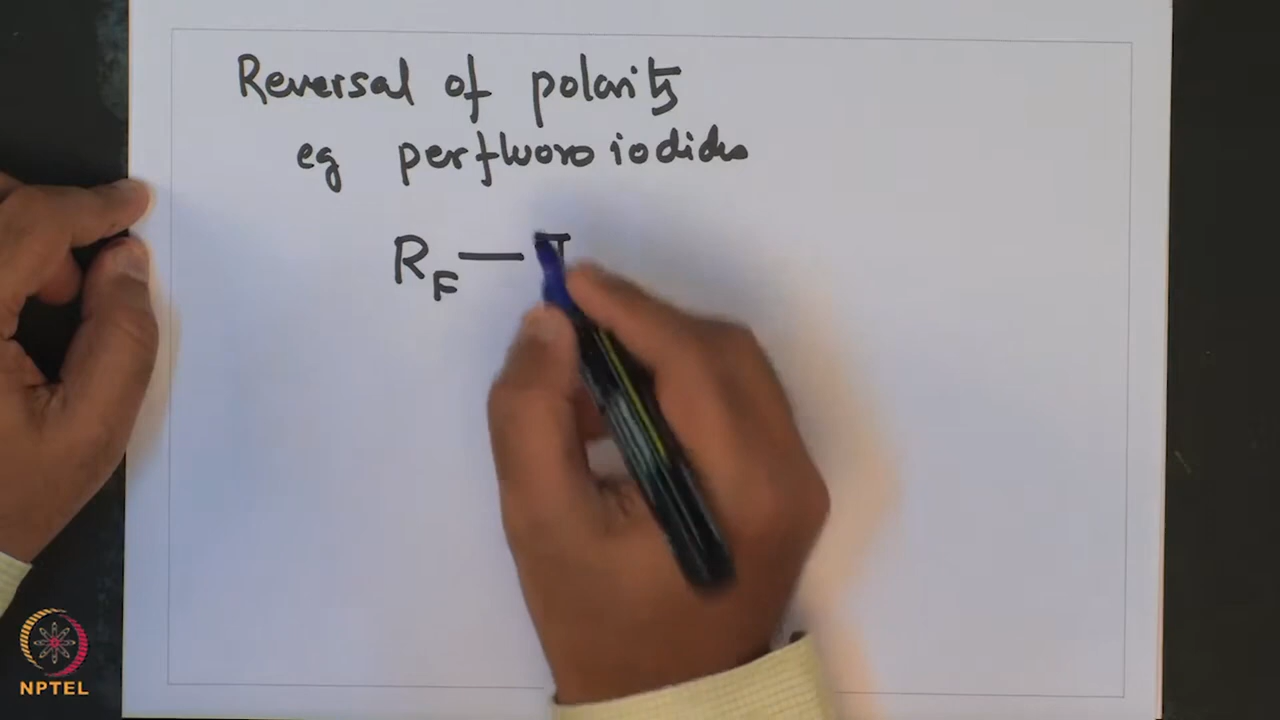 Reversal of polarity
eg perfluoro iodides
R_F — I
NPTEL